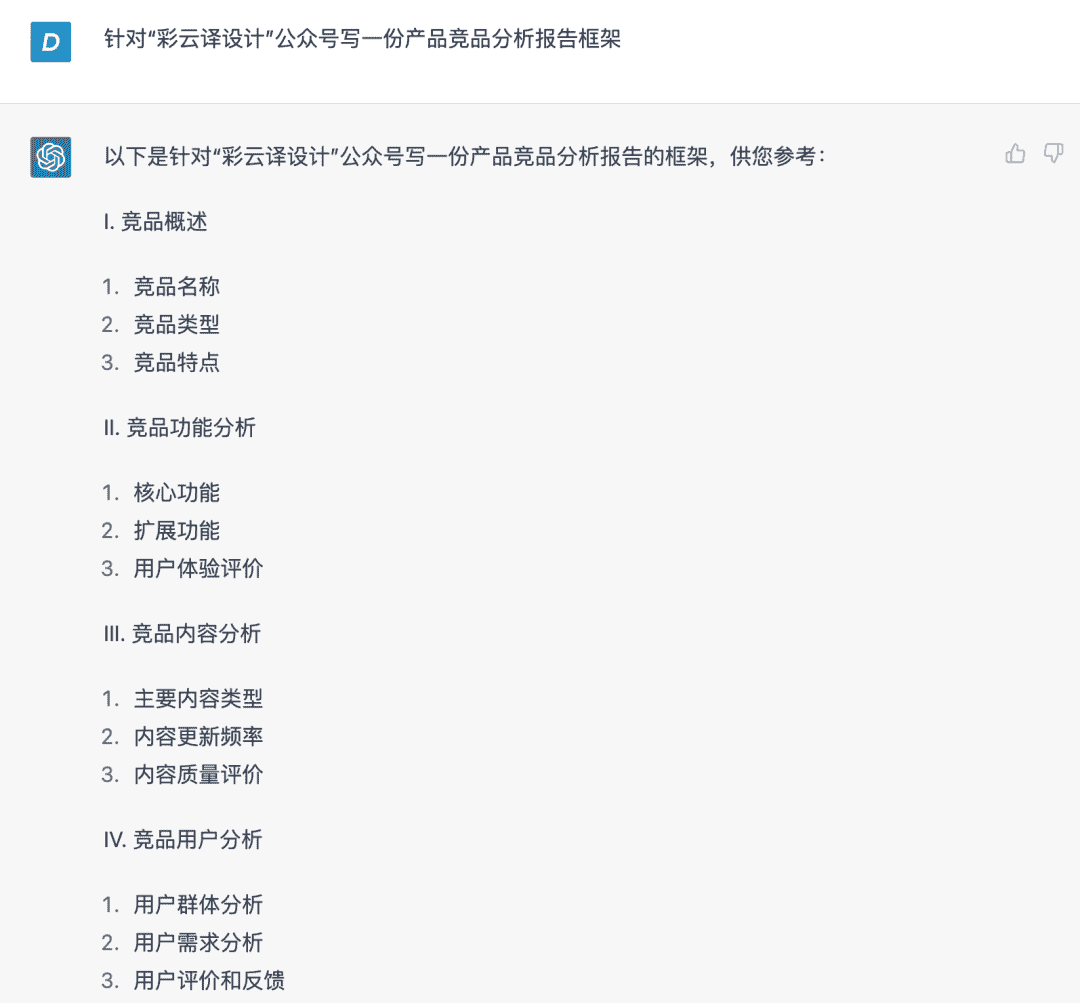 D
针对“彩云译设计”公众号写一份产品竞品分析报告框架
以下是针对“彩云译设计”公众号写一份产品竞品分析报告的框架，供您参考：
I. 竞品概述
1. 竞品名称
2. 竞品类型
3. 竞品特点
II. 竞品功能分析
1. 核心功能
2. 扩展功能
3. 用户体验评价
III. 竞品内容分析
1. 主要内容类型
2. 内容更新频率
3. 内容质量评价
IV. 竞品用户分析
1. 用户群体分析
2. 用户需求分析
3. 用户评价和反馈